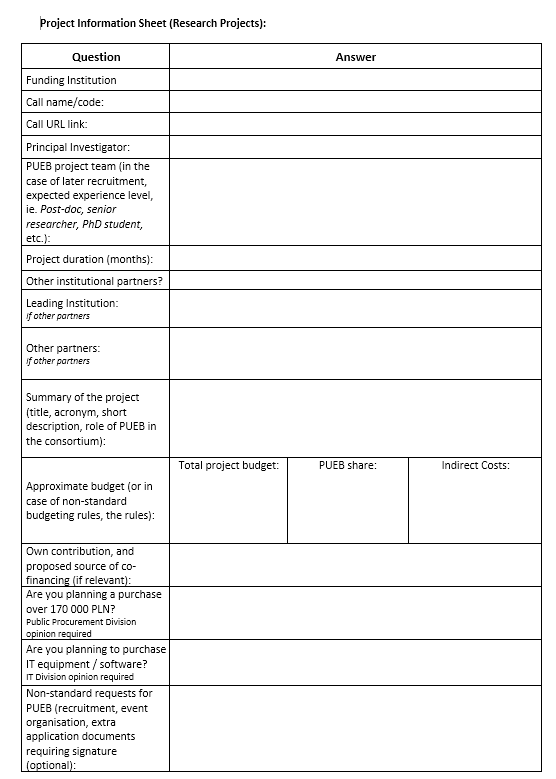 Project Information Sheet (Research Projects):
Question
Answer
Funding Institution
Call name/code:
Call URL link:
Principal Investigator:
PUEB project team (in the
case of later recruitment,
expected experience level,
ie. Post-doc, senior
researcher, PhD student,
etc.):
Project duration (months):
Other institutional partners?
Leading Institution:
if other partners
Other partners:
if other partners
Summary of the project
(title, acronym, short
description, role of PUEB in
the consortium):
Approximate budget (or in
case of non-standard
budgeting rules, the rules):
Total project budget:
PUEB share:
Indirect Costs:
Own contribution, and
proposed source of co-
financing (if relevant):
Are you planning a purchase
over 170 000 PLN?
Public Procurement Division
opinion required
Are you planning to purchase
IT equipment / software?
IT Division opinion required
Non-standard requests for
PUEB (recruitment, event
organisation, extra
application documents
requiring signature
(optional):